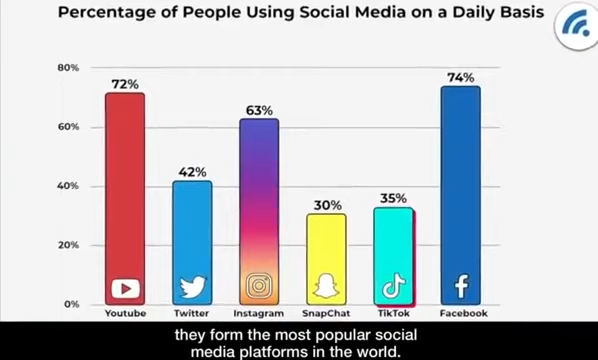 Percentage of People Using Social Media on a Daily Basis
80%
60%
40%
20%
0%
72%
42%
63%
30%
35%
74%
Youtube
Twitter
Instagram
SnapChat
TikTok
Facebook
they form the most popular social
media platforms in the world.